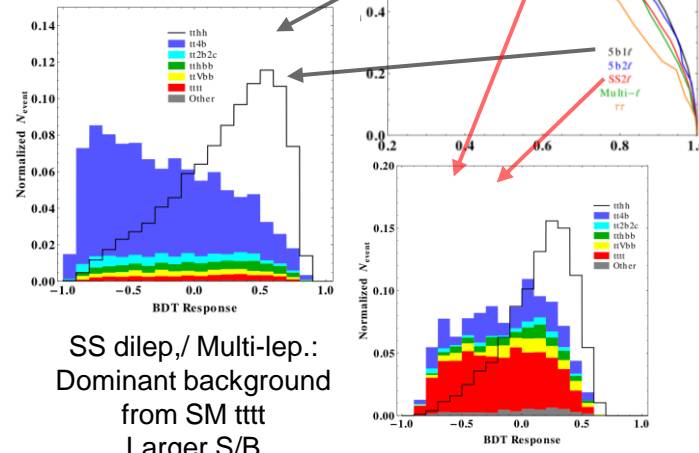 0.14
0.12
0.10
0.08
0.06
0.04
0.02
0.00
Normalized N_event
tthh
tt4b
tt2b2c
tthbb
ttVbb
tttt
Other
-1.0 -0.5 0.0 0.5 1.0
BDT Response
0.4
0.2
0.0
0.2 0.4 0.6 0.8 1.
5b1ℓ
5b2ℓ
SS2ℓ
Multi-ℓ
ττ
SS dilep,/ Multi-lep.:
Dominant background
from SM tttt
Larger S/B
0.20
0.15
0.10
0.05
0.00
Normalized N_event
tthh
tt4b
tt2b2c
tthbb
ttVbb
tttt
Other
-1.0 -0.5 0.0 0.5 1.0
BDT Response